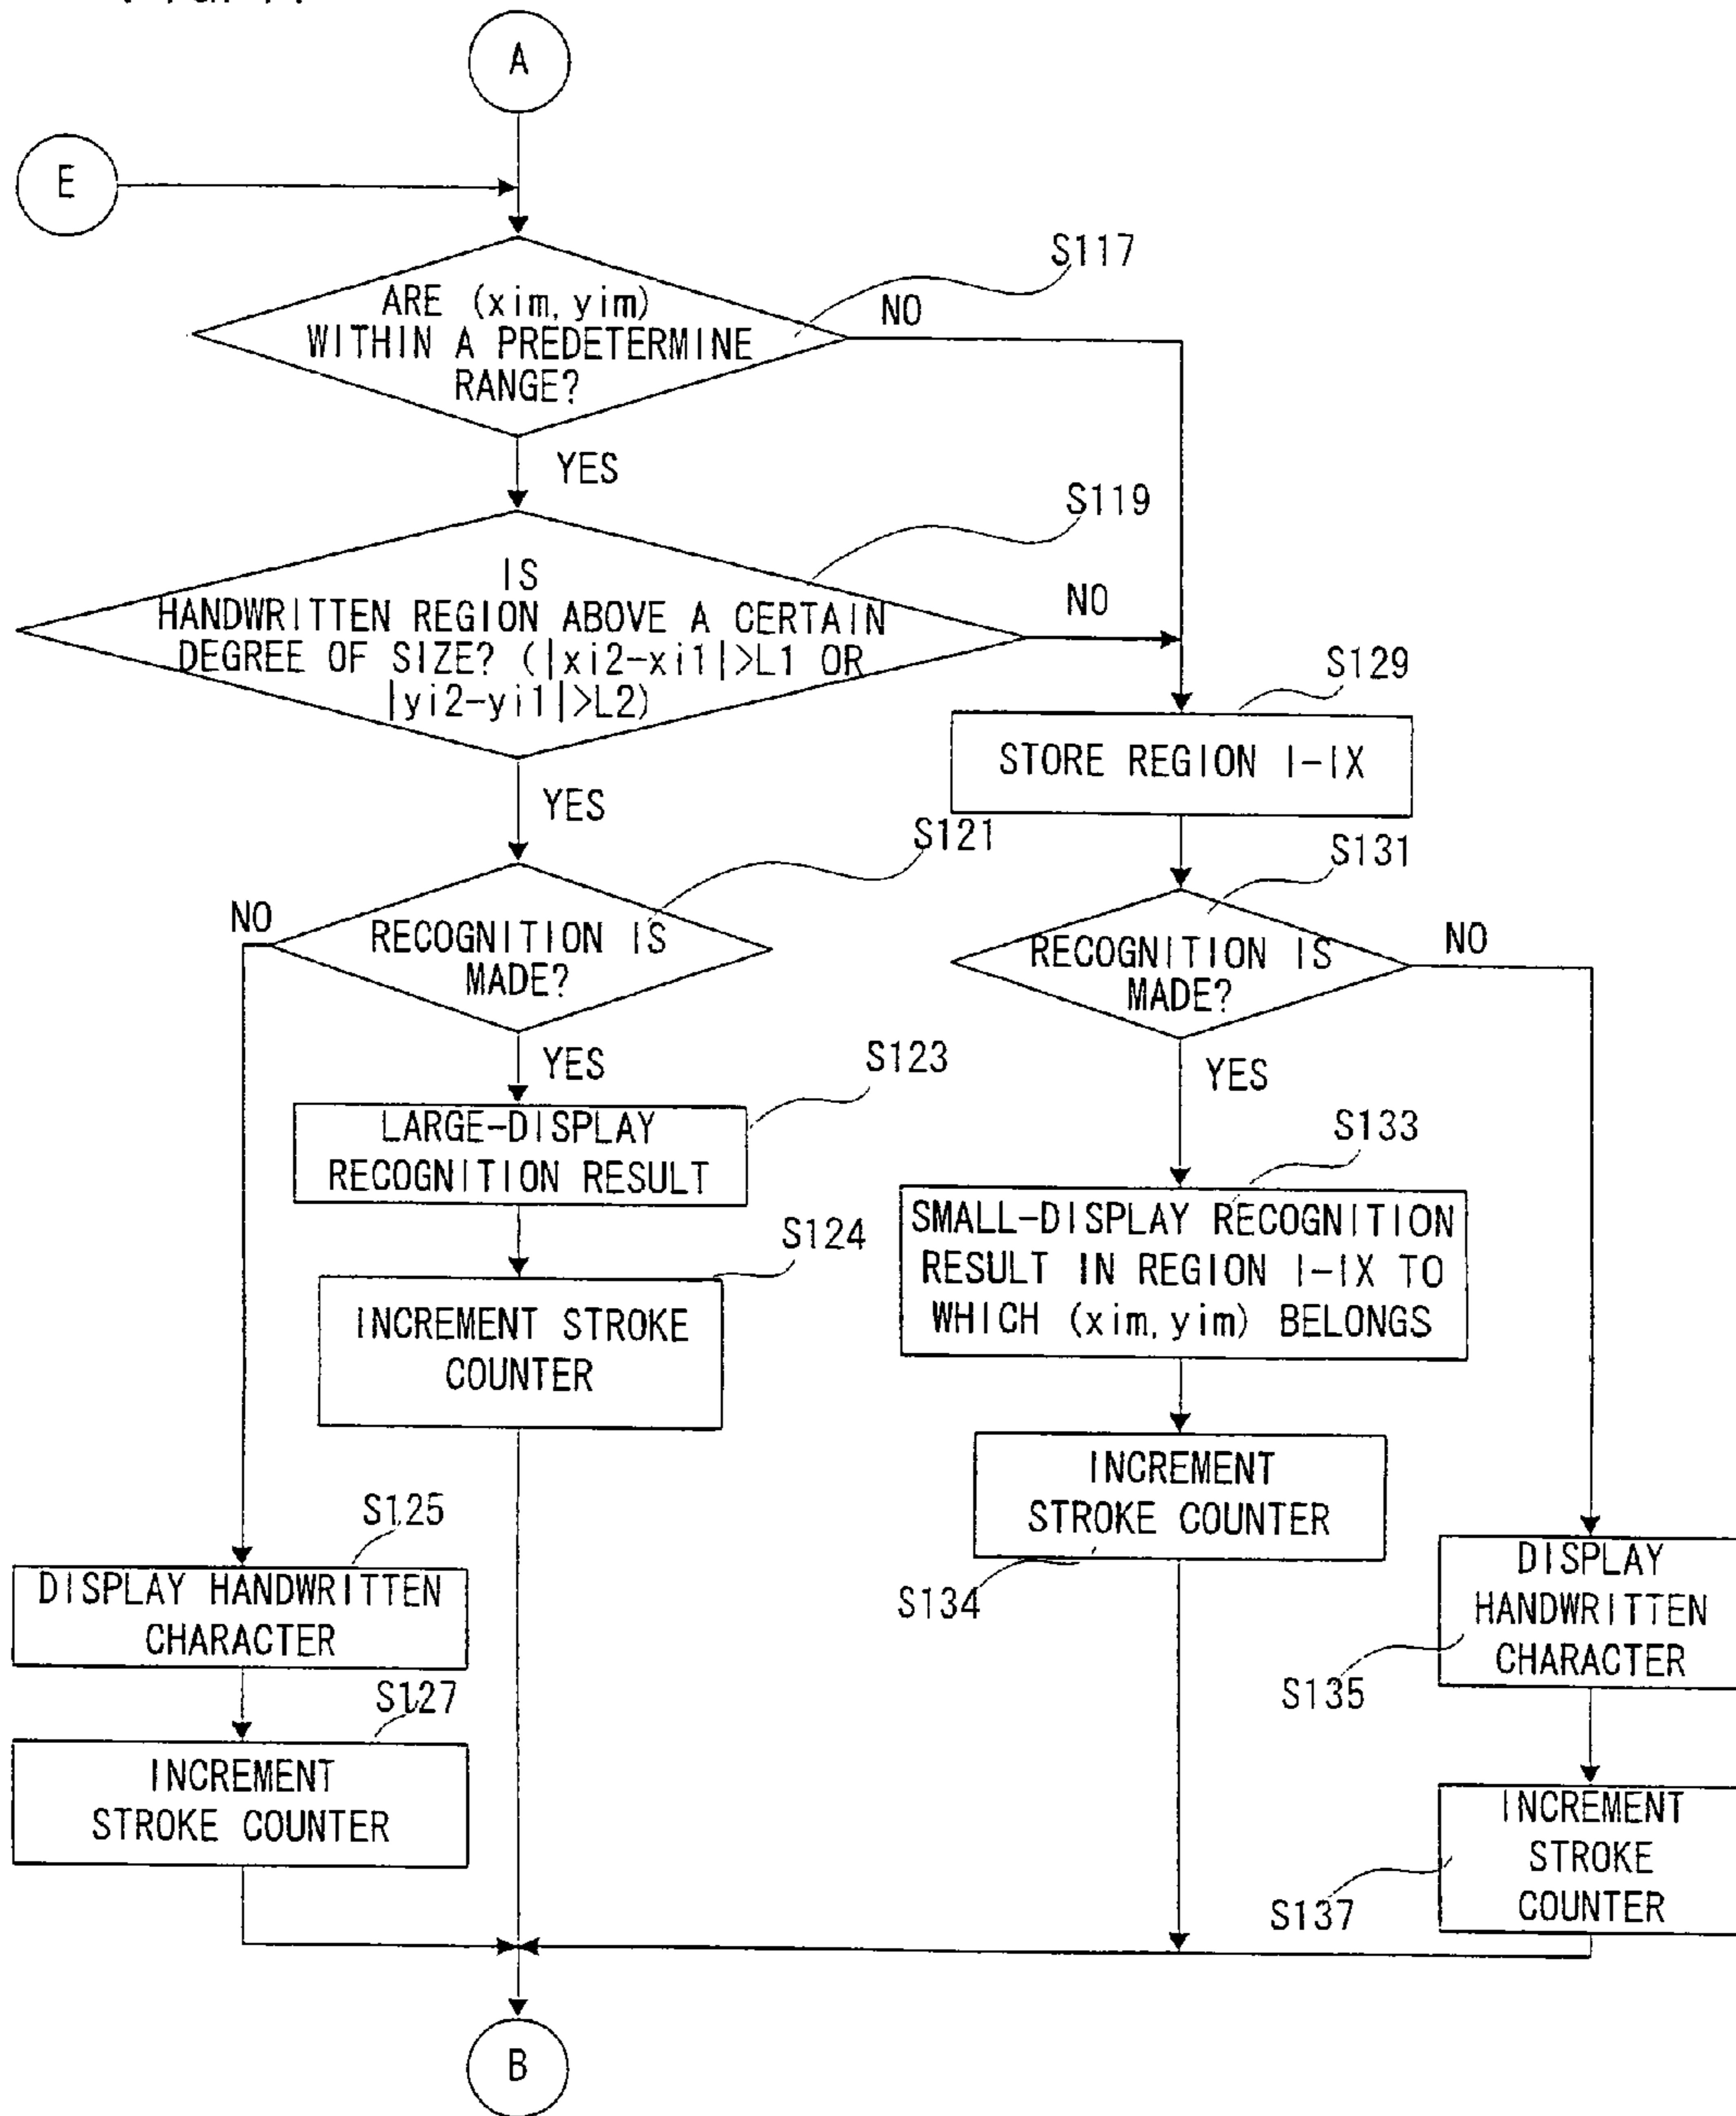 A
E
S117
ARE (xim, yim)
WITHIN A PREDETERMINE
RANGE?
NO
YES
S119
IS
HANDWRITTEN REGION ABOVE A CERTAIN
DEGREE OF SIZE? (|xi2-xi1|>L1 OR
|yi2-yi1|>L2)
NO
YES
S129
STORE REGION I-IX
S121
RECOGNITION IS
MADE?
NO
YES
S131
RECOGNITION IS
MADE?
NO
YES
S123
LARGE-DISPLAY
RECOGNITION RESULT
S133
SMALL-DISPLAY RECOGNITION
RESULT IN REGION I-IX TO
WHICH (xim, yim) BELONGS
S124
INCREMENT STROKE
COUNTER
INCREMENT
STROKE COUNTER
S134
S125
DISPLAY HANDWRITTEN
CHARACTER
DISPLAY
HANDWRITTEN
CHARACTER
S135
S127
INCREMENT
STROKE COUNTER
INCREMENT
STROKE
COUNTER
S137
B